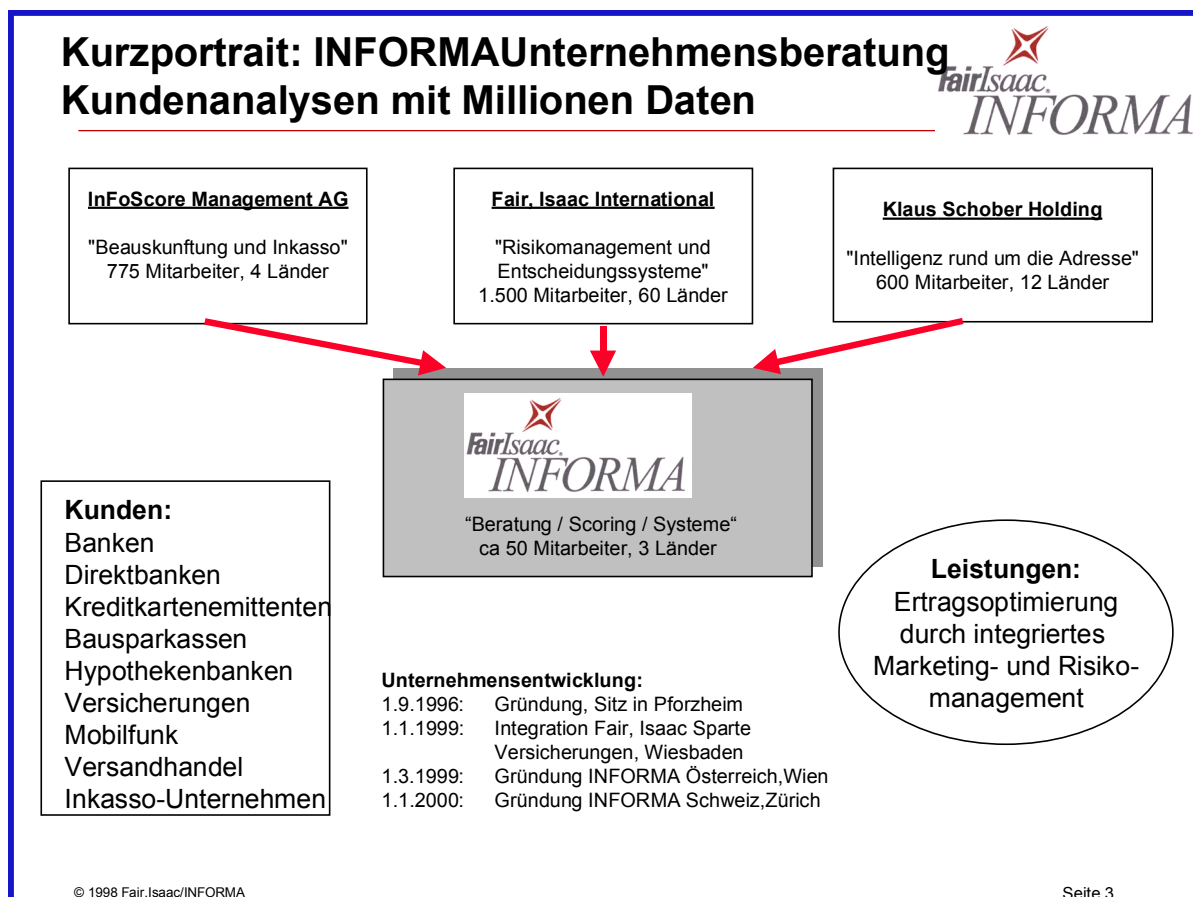 Kurzportrait: INFORMAUnternehmensberatung
Kundenanalysen mit Millionen Daten
FairIsaac.
INFORMA
InFoScore Management AG
"Beauskunftung und Inkasso"
775 Mitarbeiter, 4 Länder
Fair, Isaac International
"Risikomanagement und
Entscheidungssysteme"
1.500 Mitarbeiter, 60 Länder
Klaus Schober Holding
"Intelligenz rund um die Adresse"
600 Mitarbeiter, 12 Länder
FairIsaac.
INFORMA
“Beratung / Scoring / Systeme“
ca 50 Mitarbeiter, 3 Länder
Kunden:
Banken
Direktbanken
Kreditkartenemittenten
Bausparkassen
Hypothekenbanken
Versicherungen
Mobilfunk
Versandhandel
Inkasso-Unternehmen
Unternehmensentwicklung:
1.9.1996: Gründung, Sitz in Pforzheim
1.1.1999: Integration Fair, Isaac Sparte
Versicherungen, Wiesbaden
1.3.1999: Gründung INFORMA Österreich,Wien
1.1.2000: Gründung INFORMA Schweiz,Zürich
Leistungen:
Ertragsoptimierung
durch integriertes
Marketing- und Risiko-
management
© 1998 Fair,Isaac/INFORMA
Seite 3